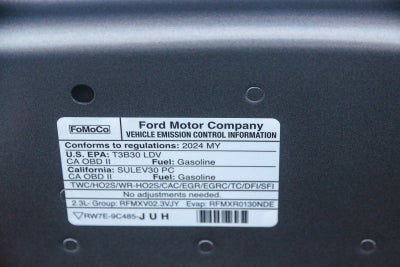 FoMoCo
Ford Motor Company
VEHICLE EMISSION CONTROL INFORMATION
Conforms to regulations: 2024 MY
U.S. EPA: T3B30 LDV
CA OBD II Fuel: Gasoline
California: SULEV30 PC
CA OBD II Fuel: Gasoline
TWC/HO2S/WR-HO2S/CAC/EGR/EGRC/TC/DFI/SFI
No adjustments needed.
2.3L- Group: RFMXV02.3VJY Evap: RFMXR0130NDE
RW7E-9C485-JUH